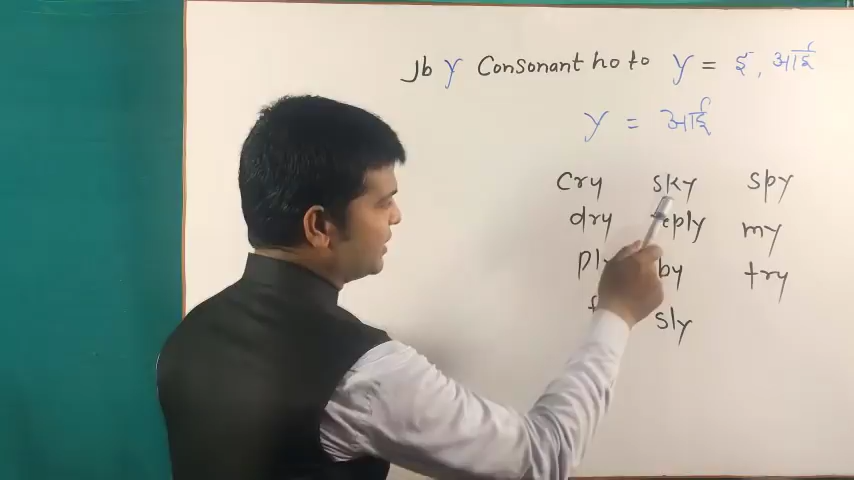 Jb y Consonant ho to y = ई, आई
y = आई
Cry sky spy
dry my
by try
sly